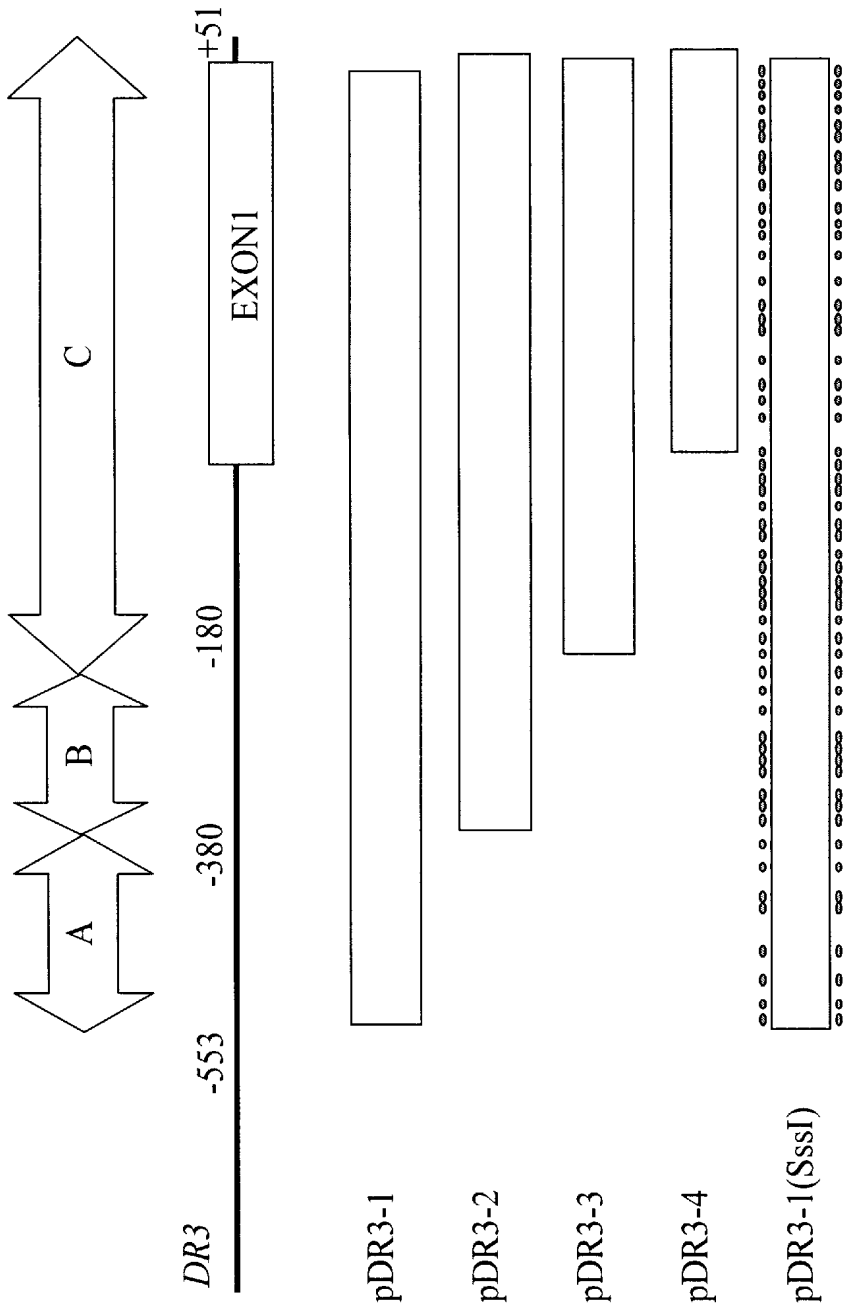 A B C
DR3 -553 -380 -180 +51
EXON1
pDR3-1
pDR3-2
pDR3-3
pDR3-4
pDR3-1(SssI)